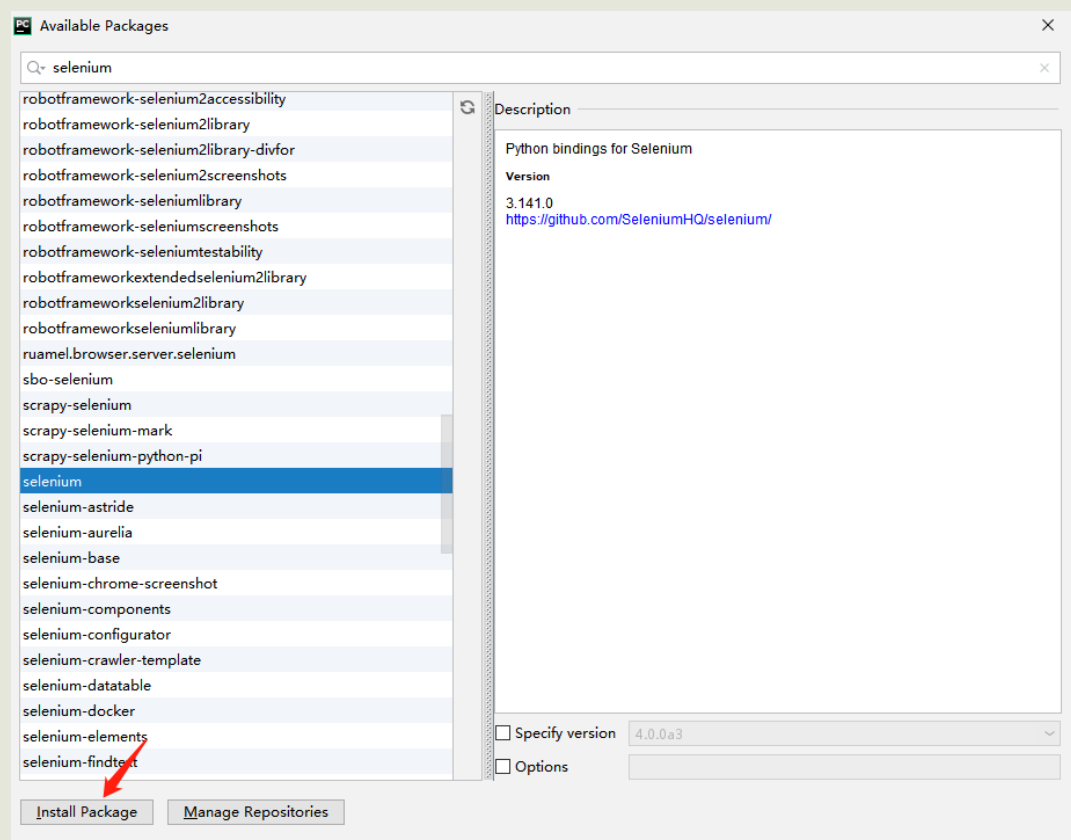 PC Available Packages
selenium
robotframework-selenium2accessibility
robotframework-selenium2library
robotframework-selenium2library-divfor
robotframework-selenium2screenshots
robotframework-seleniumlibrary
robotframework-seleniumscreenshots
robotframework-seleniumtestability
robotframeworkextendedselenium2library
robotframeworkselenium2library
robotframeworkseleniumlibrary
ruamel.browser.server.selenium
sbo-selenium
scrapy-selenium
scrapy-selenium-mark
scrapy-selenium-python-pi
selenium
selenium-astride
selenium-aurelia
selenium-base
selenium-chrome-screenshot
selenium-components
selenium-configurator
selenium-crawler-template
selenium-datatable
selenium-docker
selenium-elements
selenium-findtext
Description
Python bindings for Selenium
Version
3.141.0
https://github.com/SeleniumHQ/selenium/
Specify version 4.0.0a3
Options
Install Package Manage Repositories